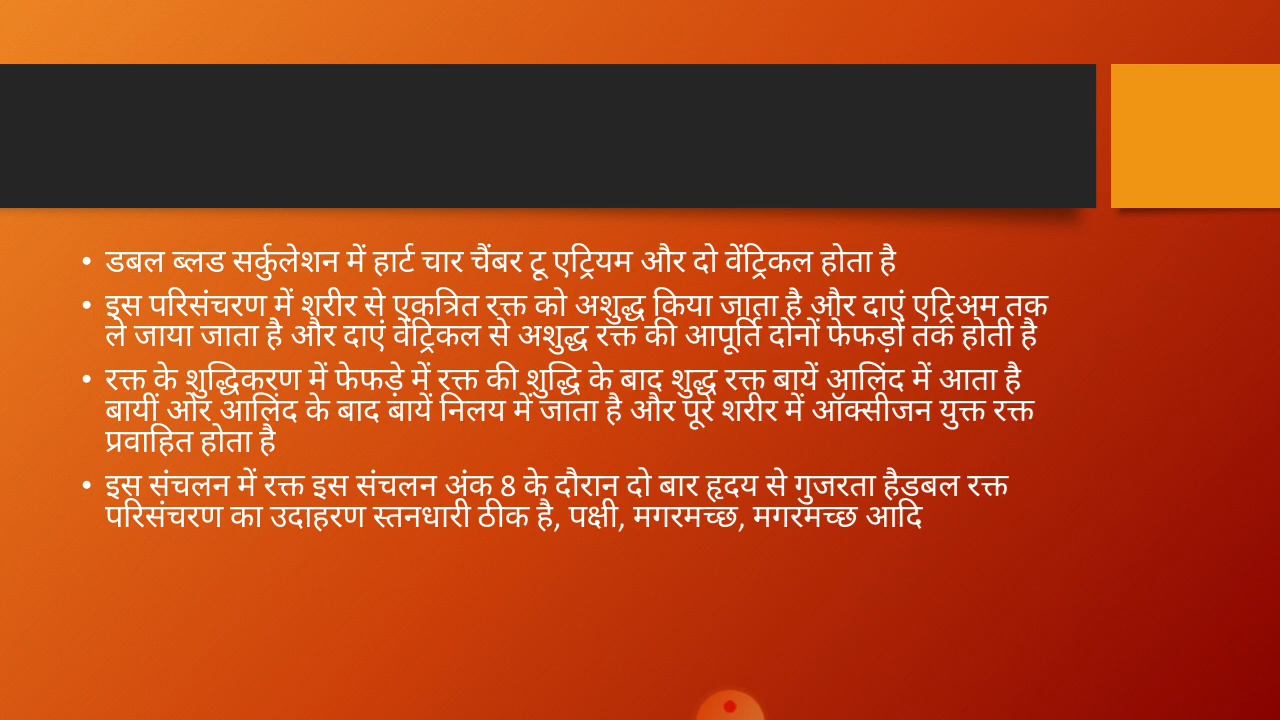 • डबल ब्लड सर्कुलेशन में हार्ट चार चैंबर टू एट्रियम और दो वेंट्रिकल होता है
• इस परिसंचरण में शरीर से एकत्रित रक्त को अशुद्ध किया जाता है और दाएं एट्रिअम तक
ले जाया जाता है और दाएं वेंट्रिकल से अशुद्ध रक्त की आपूर्ति दोनों फेफड़ों तक होती है
• रक्त के शुद्धिकरण में फेफड़े में रक्त की शुद्धि के बाद शुद्ध रक्त बायें आलिंद में आता है
बायीं ओर आलिंद के बाद बायें निलय में जाता है और पूरे शरीर में ऑक्सीजन युक्त रक्त
प्रवाहित होता है
• इस संचलन में रक्त इस संचलन अंक 8 के दौरान दो बार हृदय से गुजरता हैडबल रक्त
परिसंचरण का उदाहरण स्तनधारी ठीक है, पक्षी, मगरमच्छ, मगरमच्छ आदि